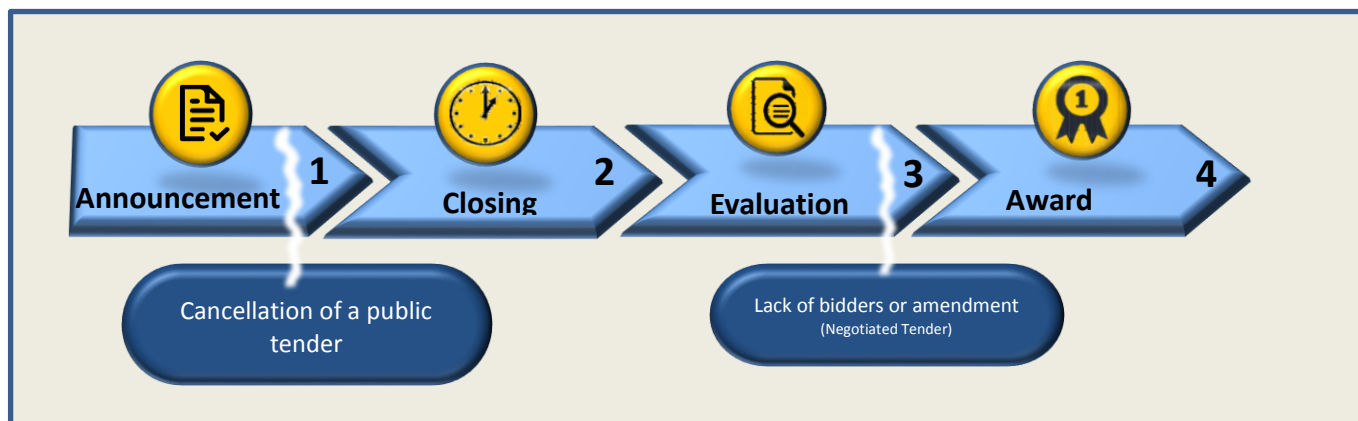 1
Announcement
1
2
Closing
3
Evaluation
4
Award
Cancellation of a public
tender
Lack of bidders or amendment
(Negotiated Tender)